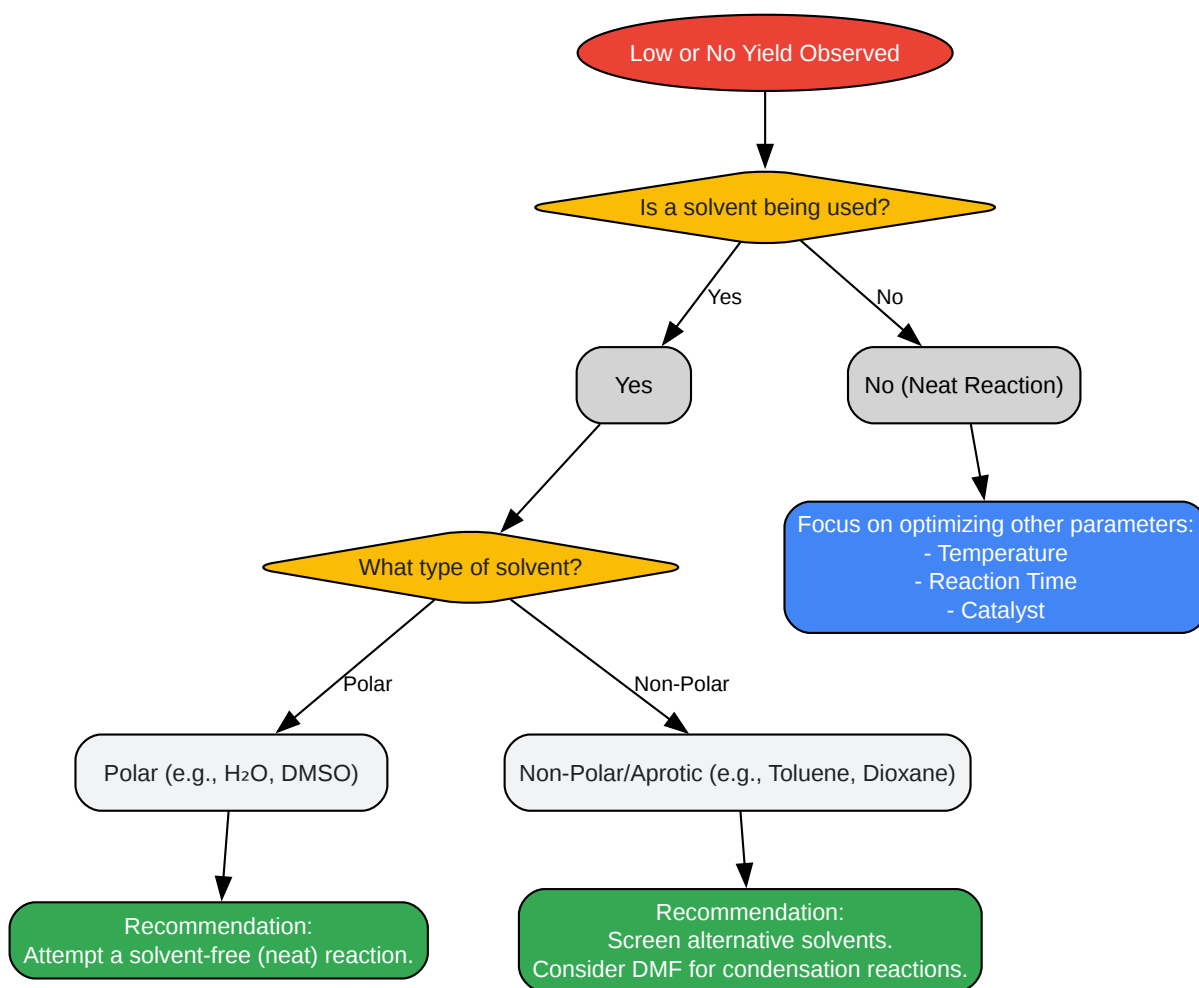 Low or No Yield Observed
Is a solvent being used?
Yes
No
Yes
No (Neat Reaction)
Focus on optimizing other parameters:
- Temperature
- Reaction Time
- Catalyst
What type of solvent?
Polar
Non-Polar
Polar (e.g., H₂O, DMSO)
Non-Polar/Aprotic (e.g., Toluene, Dioxane)
Recommendation:
Attempt a solvent-free (neat) reaction.
Recommendation:
Screen alternative solvents.
Consider DMF for condensation reactions.